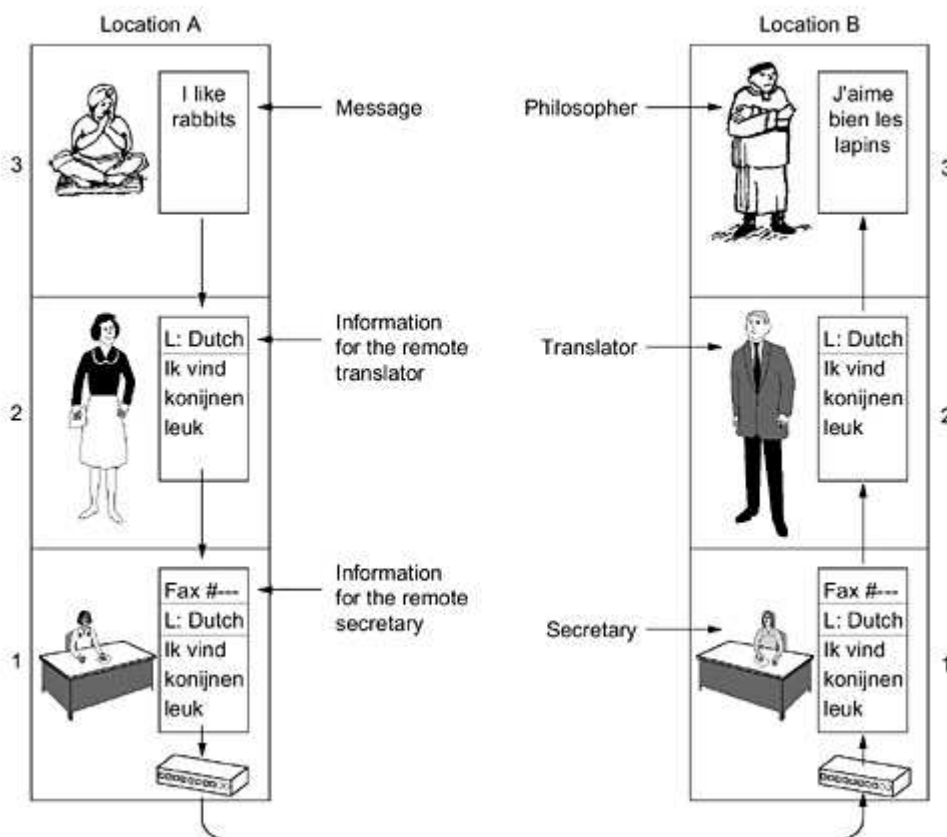 Location A
Location B
I like
rabbits
Message
Philosopher
J'aime
bien les
lapins
3
3
L: Dutch
Ik vind
konijnen
leuk
Information
for the remote
translator
Translator
L: Dutch
Ik vind
konijnen
leuk
2
2
Fax #---
L: Dutch
Ik vind
konijnen
leuk
Information
for the remote
secretary
Secretary
Fax #---
L: Dutch
Ik vind
konijnen
leuk
1
1